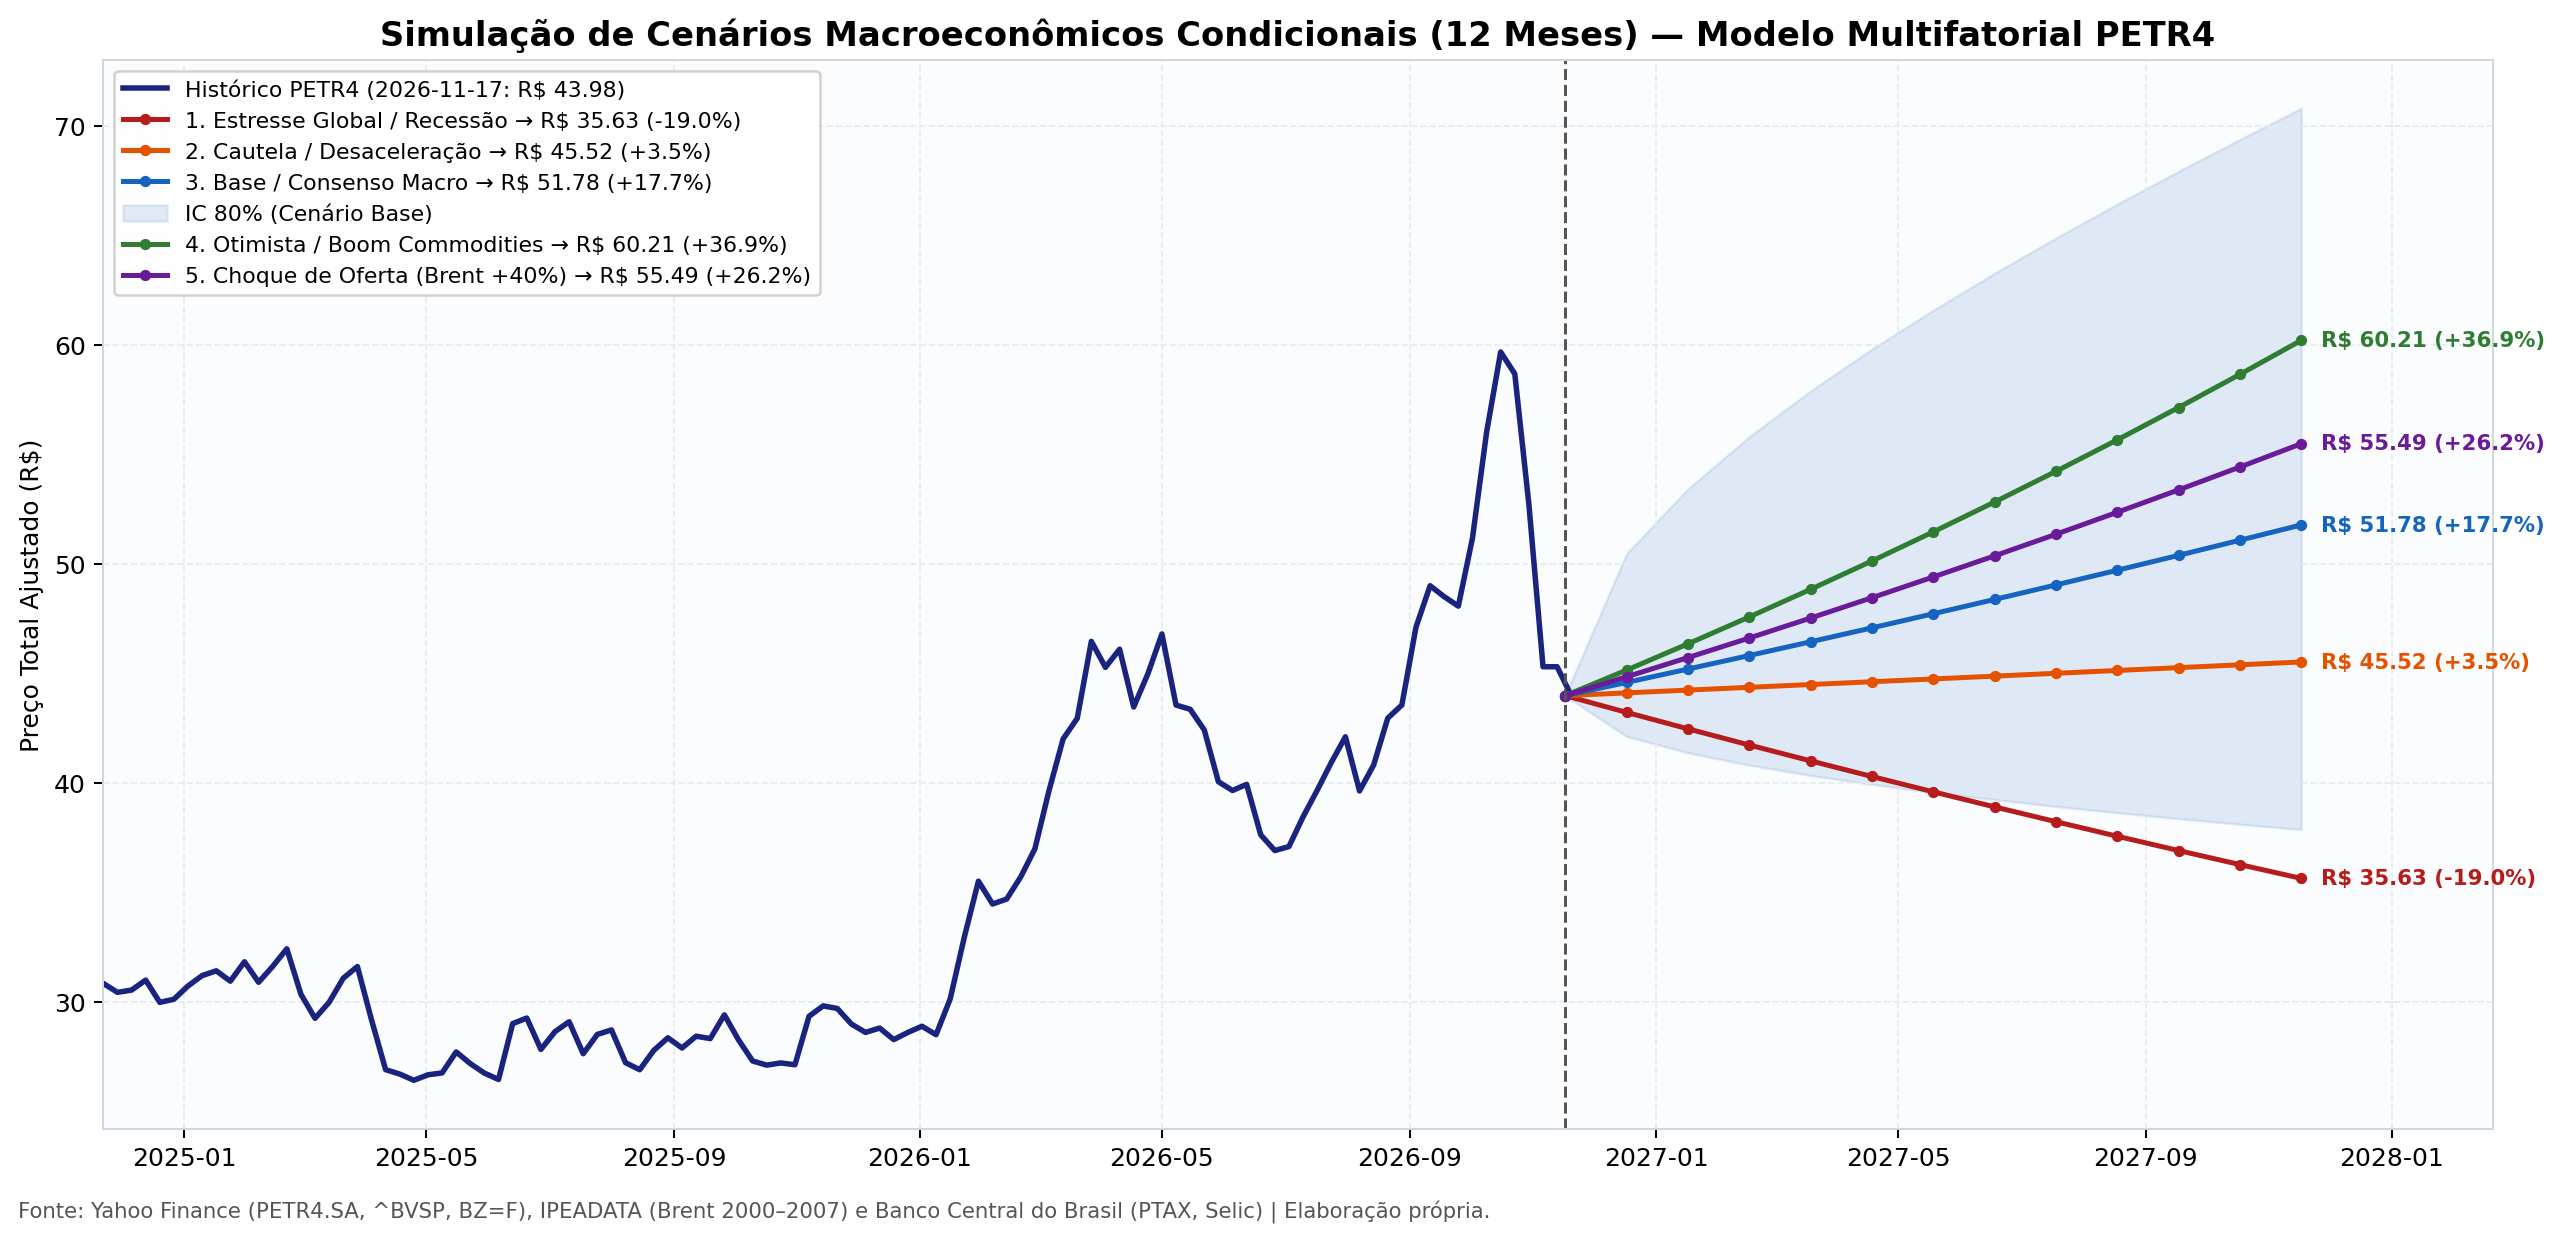 Simulação de Cenários Macroeconômicos Condicionais (12 Meses) — Modelo Multifatorial PETR4
Histórico PETR4 (2026-11-17: R$ 43.98)
1. Estresse Global / Recessão → R$ 35.63 (-19.0%)
2. Cautela / Desaceleração → R$ 45.52 (+3.5%)
3. Base / Consenso Macro → R$ 51.78 (+17.7%)
IC 80% (Cenário Base)
4. Otimista / Boom Commodities → R$ 60.21 (+36.9%)
5. Choque de Oferta (Brent +40%) → R$ 55.49 (+26.2%)
Preço Total Ajustado (R$)
70
60
50
40
30
R$ 60.21 (+36.9%)
R$ 55.49 (+26.2%)
R$ 51.78 (+17.7%)
R$ 45.52 (+3.5%)
R$ 35.63 (-19.0%)
2025-01
2025-05
2025-09
2026-01
2026-05
2026-09
2027-01
2027-05
2027-09
2028-01
Fonte: Yahoo Finance (PETR4.SA, ^BVSP, BZ=F), IPEADATA (Brent 2000–2007) e Banco Central do Brasil (PTAX, Selic) | Elaboração própria.